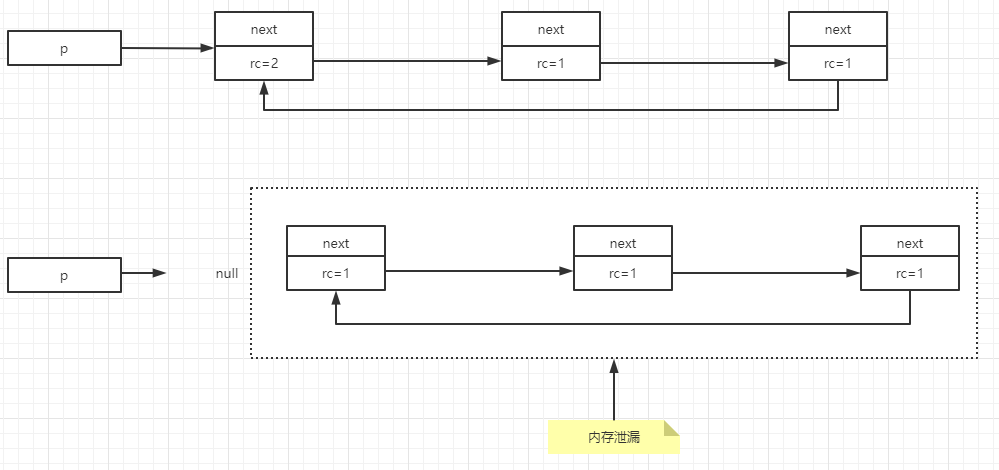 next
next
next
p
rc=2
rc=1
rc=1
next
next
next
p
null
rc=1
rc=1
rc=1
内存泄漏